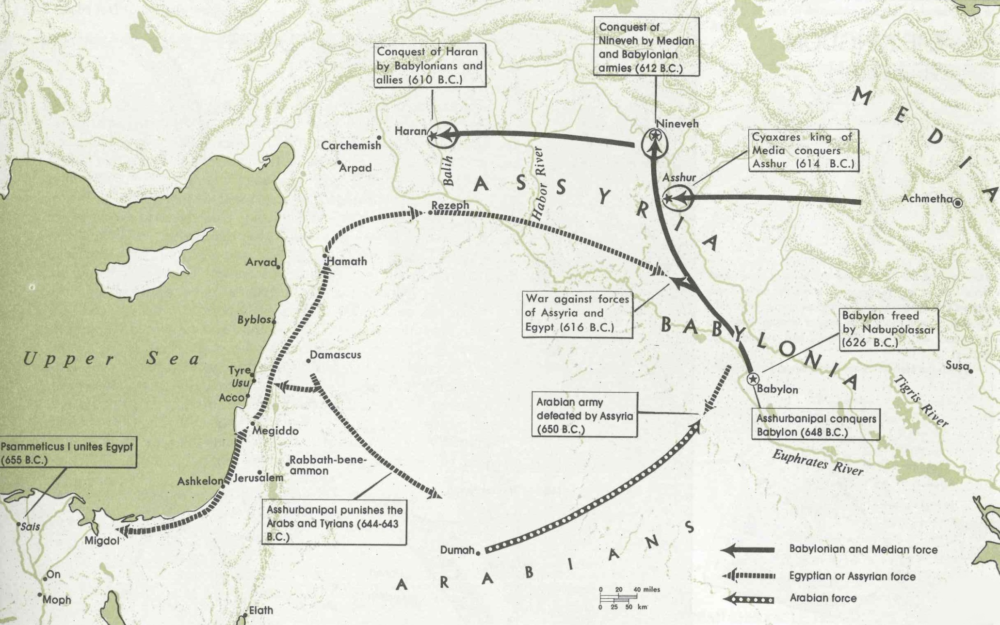 Conquest of
Nineveh by Median
and Babylonian
armies (612 B.C.)
Conquest of Haran
by Babylonians and
allies (610 B.C.)
MEDIA
Nineveh
Haran
Carchemish
Arpad
Balih
Habor River
ASSYRIA
Cyaxares king of
Media conquers
Asshur (614 B.C.)
Asshur
Achmetha
Rezeph
Arvad
Hamath
Byblos
War against forces
of Assyria and
Egypt (616 B.C.)
BABYLONIA
Babylon freed
by Nabupolassar
(626 B.C.)
Upper Sea
Damascus
Tyre
Usu
Acco
Susa
Tigris River
Babylon
Arabian army
defeated by Assyria
(650 B.C.)
Asshurbanipal conquers
Babylon (648 B.C.)
Megiddo
Psammeticus I unites Egypt
(655 B.C.)
Rabbath-bene-
ammon
Euphrates River
Ashkelon
Jerusalem
Asshurbanipal punishes the
Arabs and Tyrians (644-643
B.C.)
Sais
Migdol
Dumah
ARABIANS
On
Moph
Elath
Babylonian and Median force
Egyptian or Assyrian force
Arabian force
0 20 40 miles
0 25 50 km